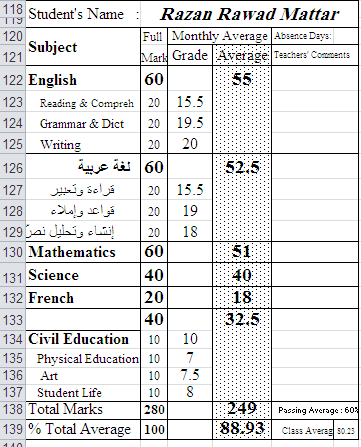 118 Student's Name : Razan Rawad Mattar
119
120 Subject Full Monthly Average Absence Days:
121 Mark Grade Average Teachers' Comments
122 English 60 55
123 Reading & Compreh 20 15.5
124 Grammar & Dict 20 19.5
125 Writing 20 20
126 لغة عربية 60 52.5
127 قراءة وتعبير 20 15.5
128 قواعد وإملاء 20 19
129 إنشاء وتحليل نص 20 18
130 Mathematics 60 51
131 Science 40 40
132 French 20 18
133 40 32.5
134 Civil Education 10 10
135 Physical Education 10 7
136 Art 10 7.5
137 Student Life 10 8
138 Total Marks 280 249 Passing Average : 60%
139 % Total Average 100 88.93 Class Averag 80.23